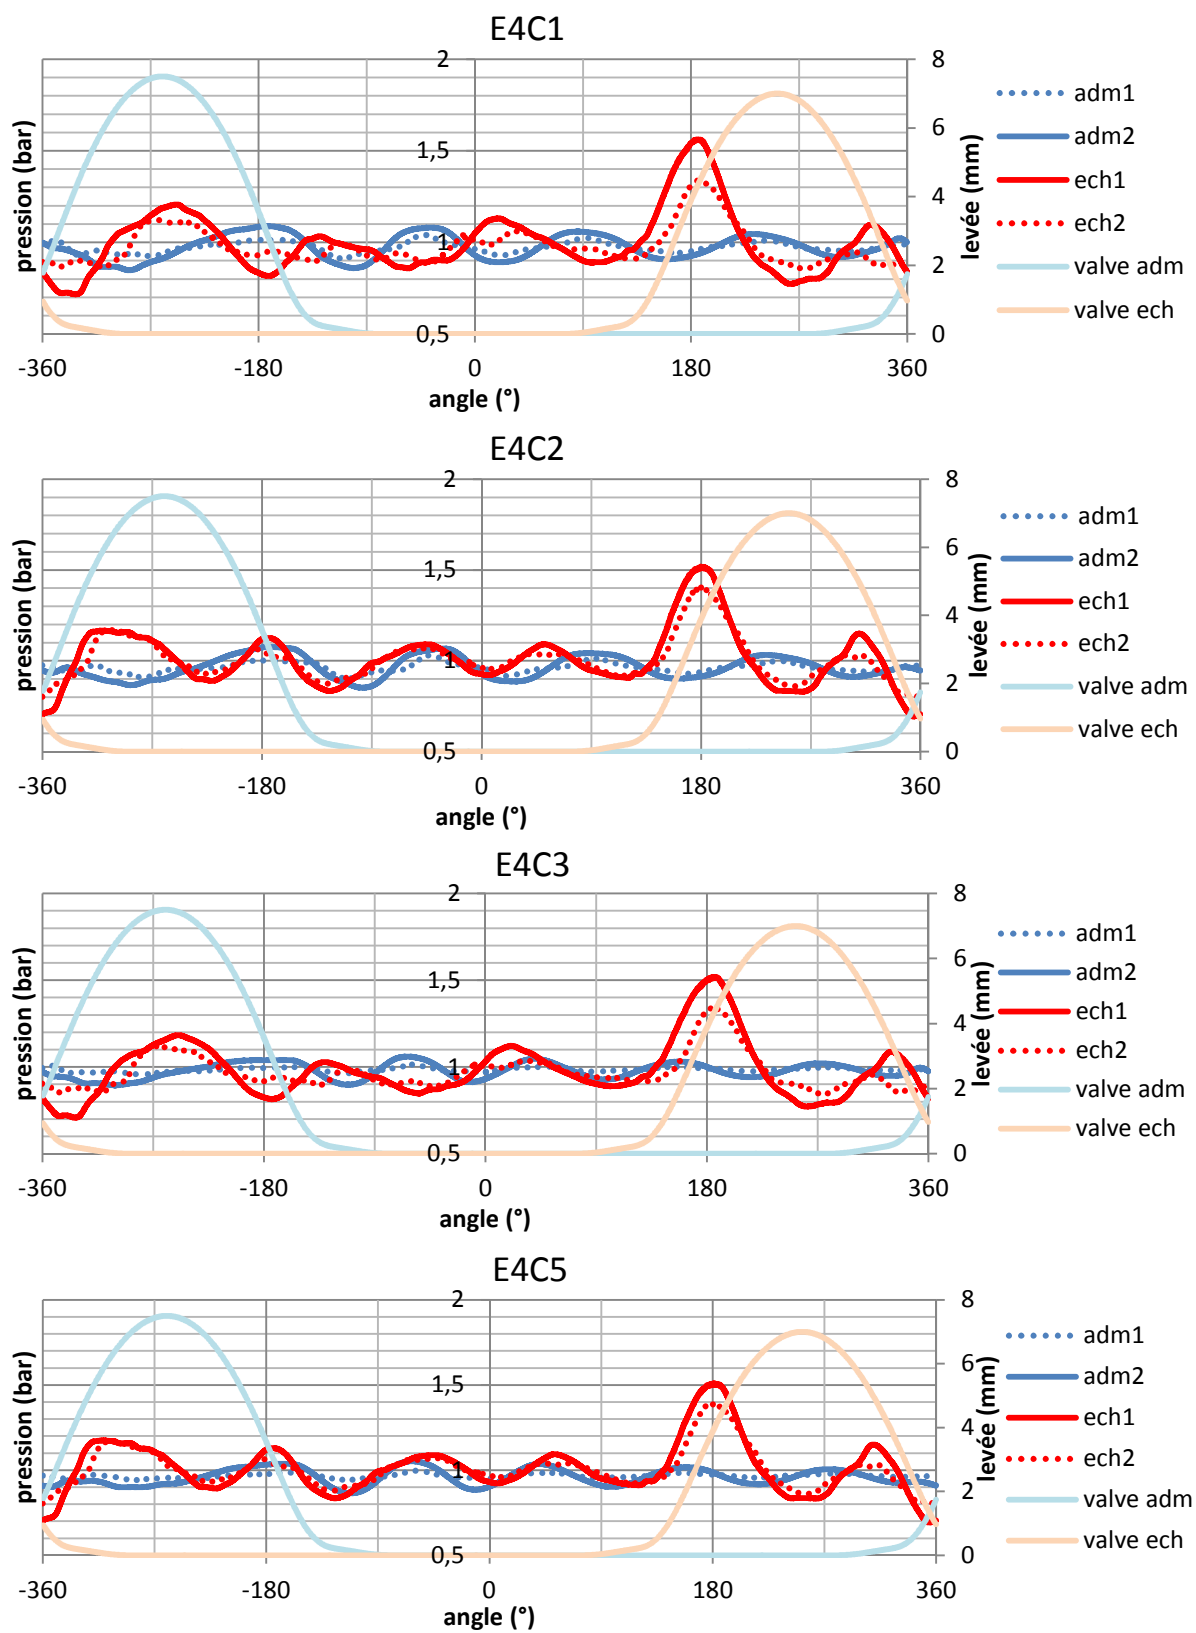 E4C1
pression (bar)
2
1,5
1
0,5
8
6
4
2
0
levée (mm)
-360
-180
0
180
360
angle (°)
adm1
adm2
ech1
ech2
valve adm
valve ech
E4C2
pression (bar)
2
1,5
1
0,5
8
6
4
2
0
levée (mm)
-360
-180
0
180
360
angle (°)
adm1
adm2
ech1
ech2
valve adm
valve ech
E4C3
pression (bar)
2
1,5
1
0,5
8
6
4
2
0
levée (mm)
-360
-180
0
180
360
angle (°)
adm1
adm2
ech1
ech2
valve adm
valve ech
E4C5
pression (bar)
2
1,5
1
0,5
8
6
4
2
0
levée (mm)
-360
-180
0
180
360
angle (°)
adm1
adm2
ech1
ech2
valve adm
valve ech